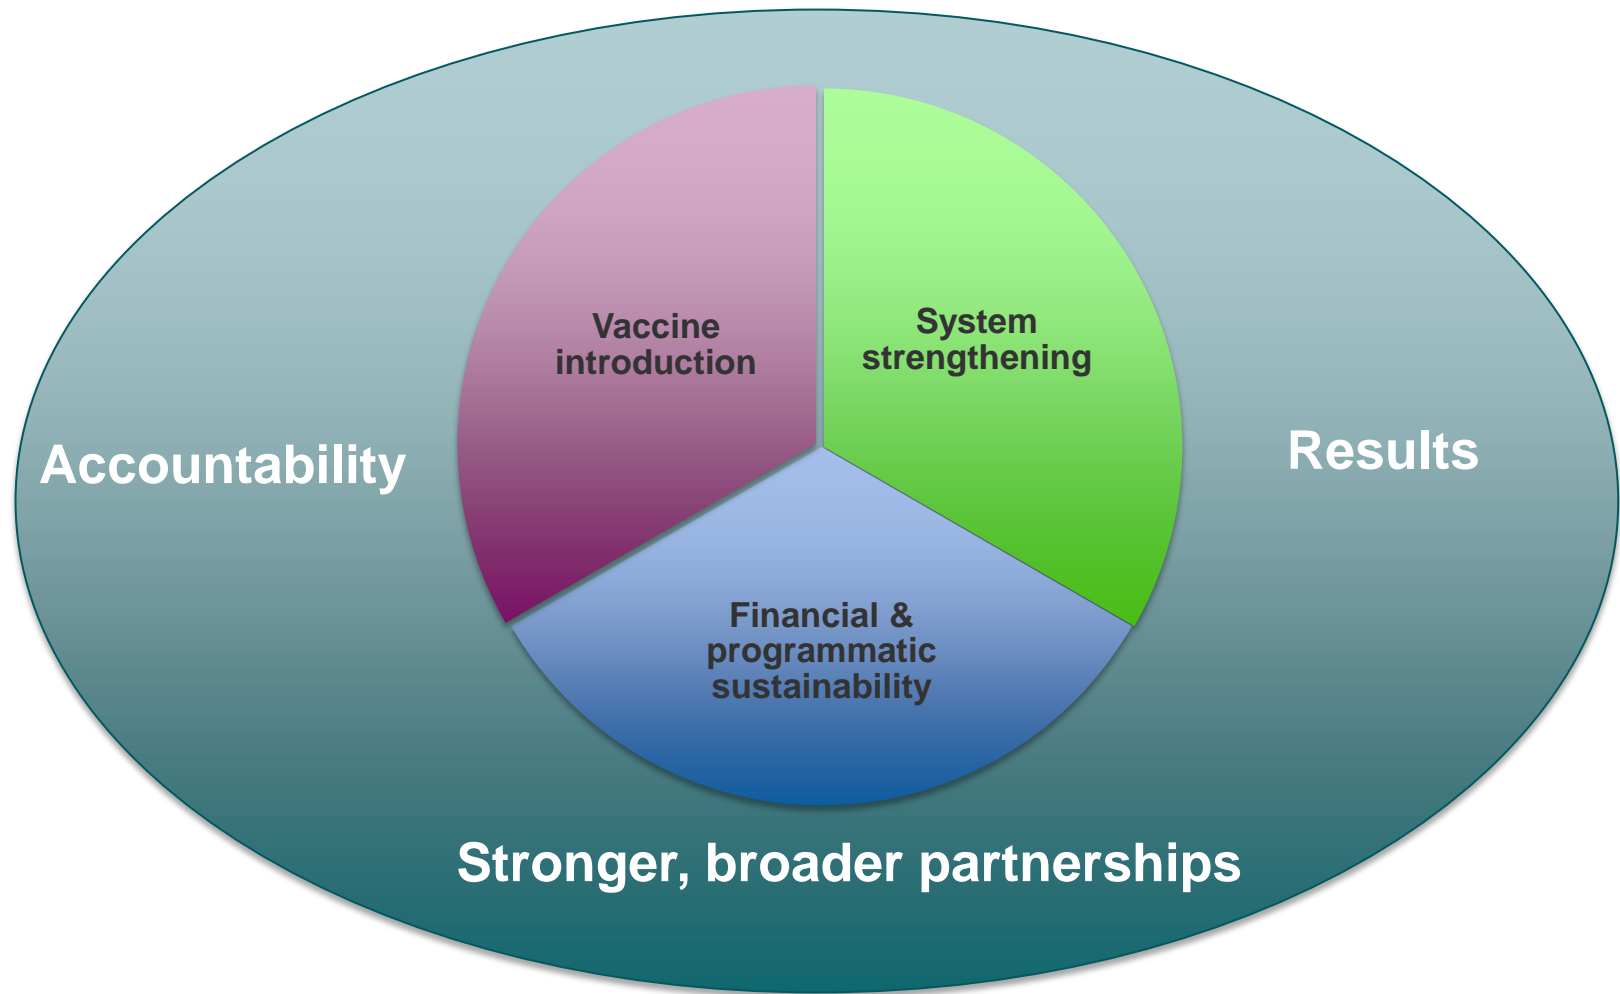 Vaccine
introduction
System
strengthening
Accountability
Results
Financial &
programmatic
sustainability
Stronger, broader partnerships